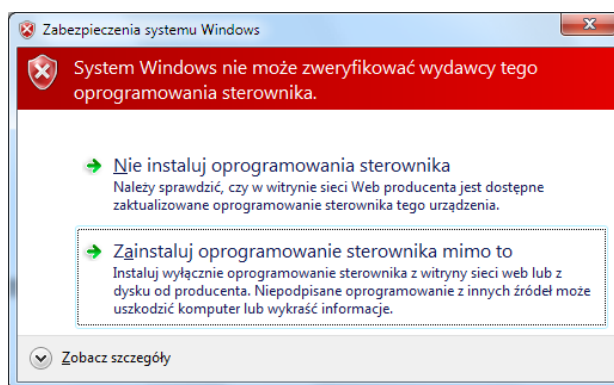 Zabezpieczenia systemu Windows
System Windows nie może zweryfikować wydawcy tego
oprogramowania sterownika.
Nie instaluj oprogramowania sterownika
Należy sprawdzić, czy w witrynie sieci Web producenta jest dostępne
zaktualizowane oprogramowanie sterownika tego urządzenia.
Zainstaluj oprogramowanie sterownika mimo to
Instaluj wyłącznie oprogramowanie sterownika z witryny sieci web lub z
dysku od producenta. Niepodpisane oprogramowanie z innych źródeł może
uszkodzić komputer lub wykraść informacje.
Zobacz szczegóły